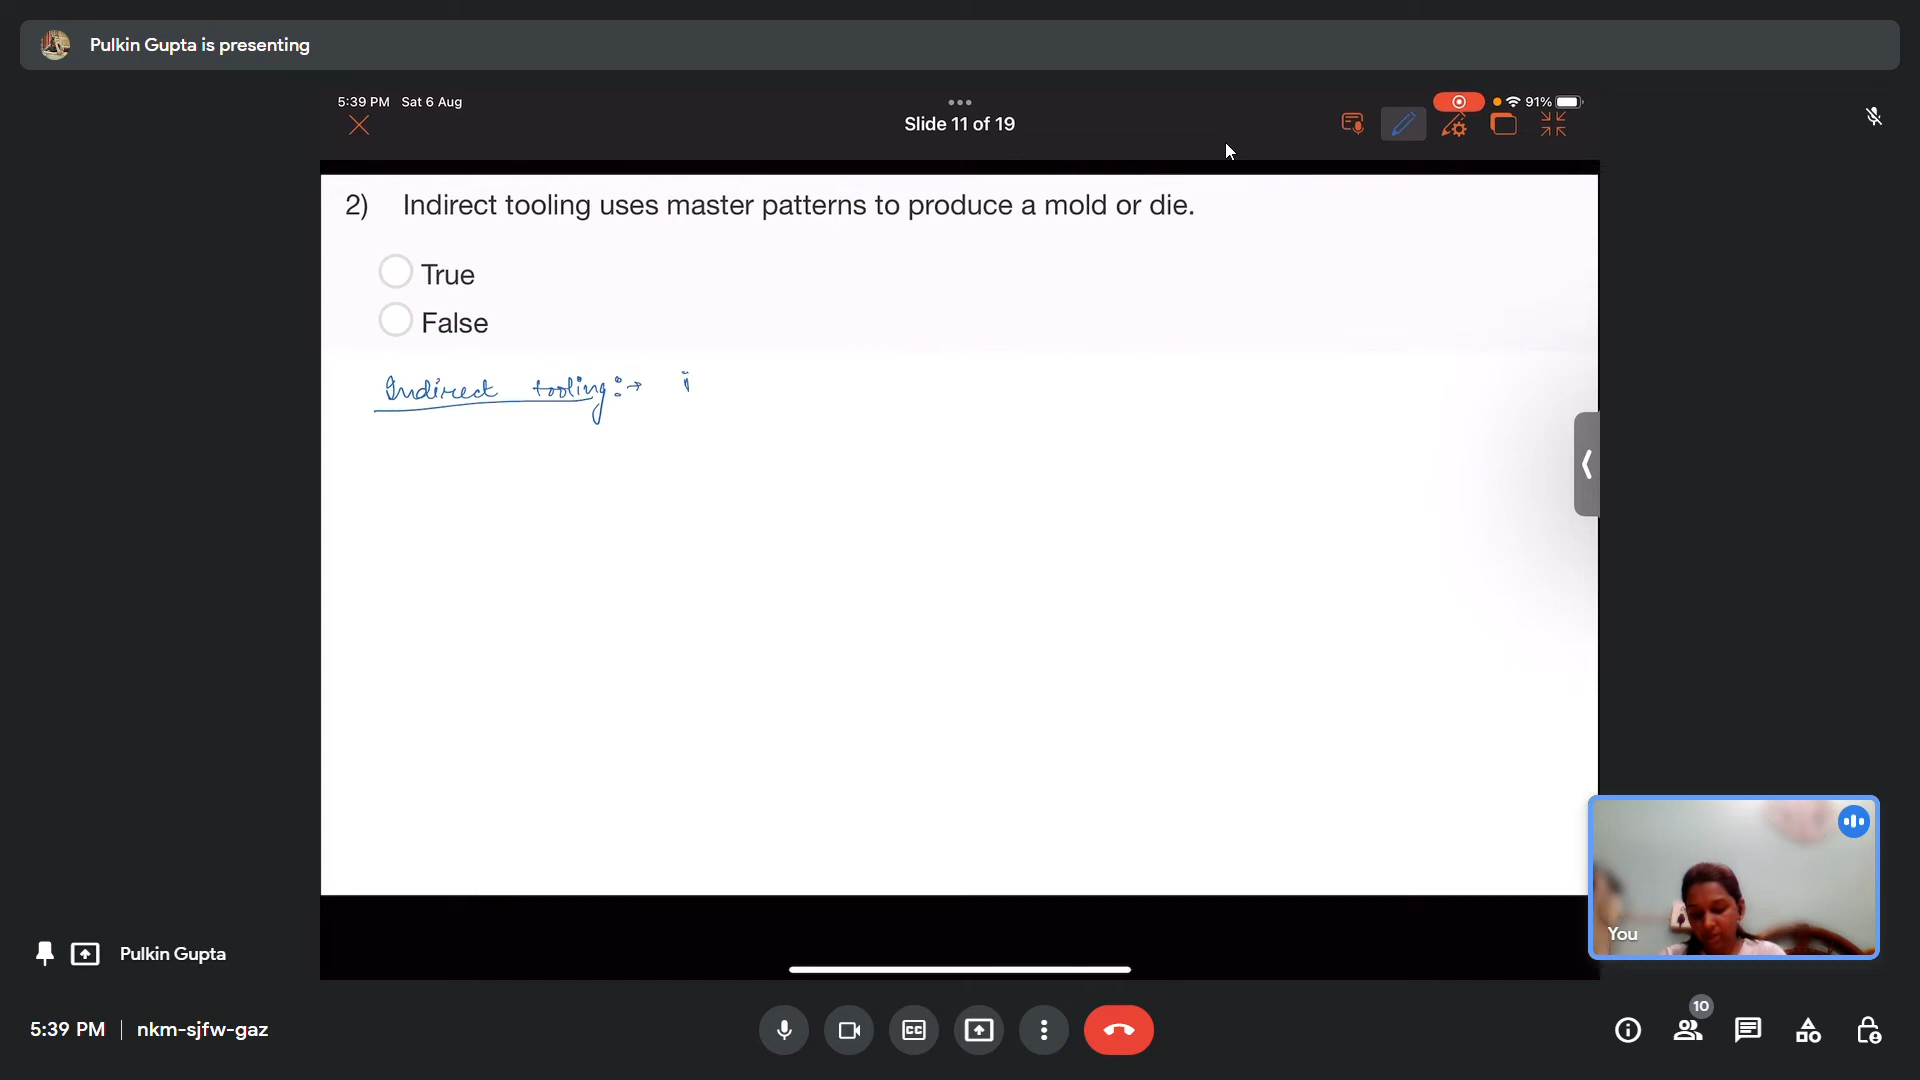 Pulkin Gupta is presenting
5:39 PM Sat 6 Aug
91%
Slide 11 of 19
2) Indirect tooling uses master patterns to produce a mold or die.
True
False
Indirect tooling :→ i
You
Pulkin Gupta
5:39 PM | nkm-sjfw-gaz
CC
10